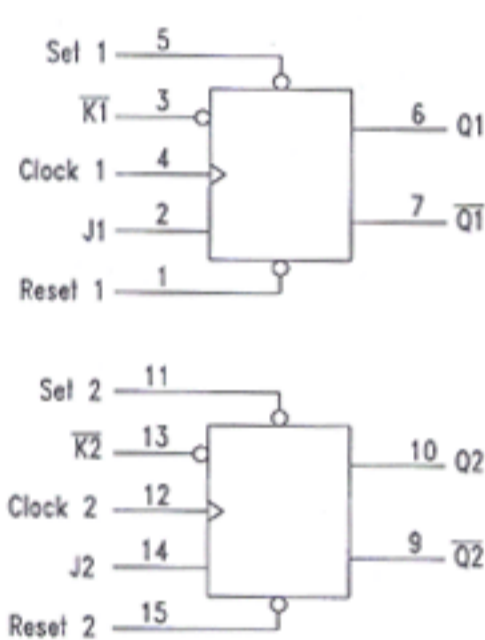 Set 1 5
K1 3
Clock 1 4
J1 2
Reset 1 1
6 Q1
7 Q1
Set 2 11
K2 13
Clock 2 12
J2 14
Reset 2 15
10 Q2
9 Q2